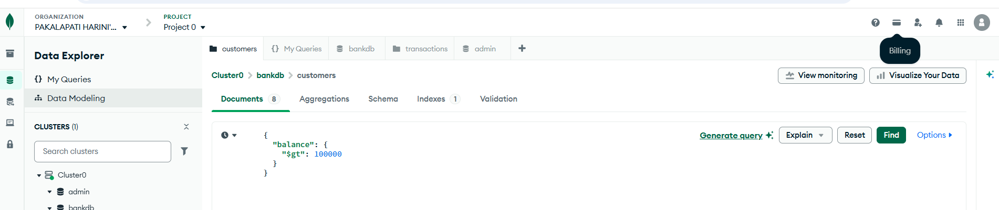 ORGANIZATION
PAKALAPATI HARINI'...
PROJECT
Project 0
Billing
Data Explorer
My Queries
Data Modeling
CLUSTERS (1)
Search clusters
Cluster0
admin
bankdb
customers
{} My Queries
bankdb
transactions
admin
+
Cluster0 > bankdb > customers
View monitoring
Visualize Your Data
Documents 8
Aggregations
Schema
Indexes 1
Validation
Generate query
Explain
Reset
Find
Options
{
"balance": {
"$gt": 100000
}
}